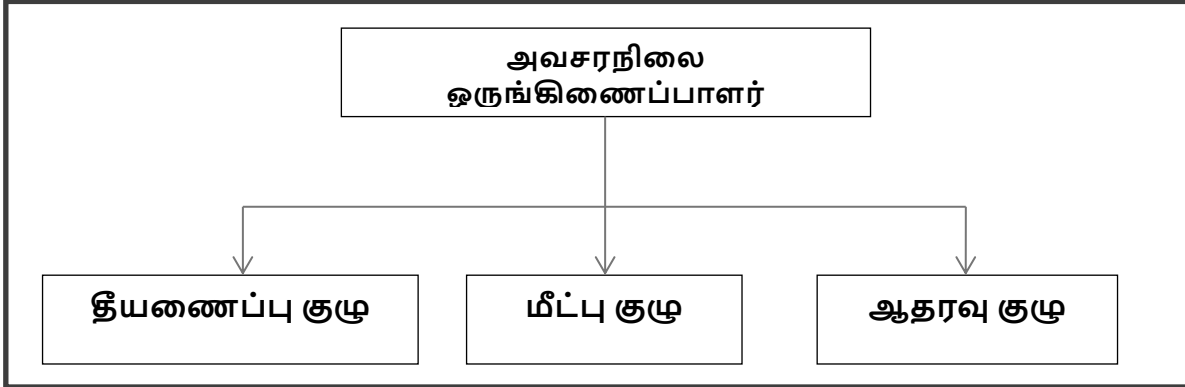 அவசரநிலை
ஒருங்கிணைப்பாளர்
தீயணைப்பு குழு
மீட்பு குழு
ஆதரவு குழு